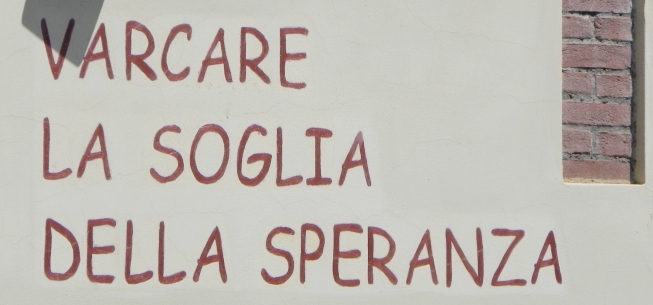 VARCARE
LA SOGLIA
DELLA SPERANZA